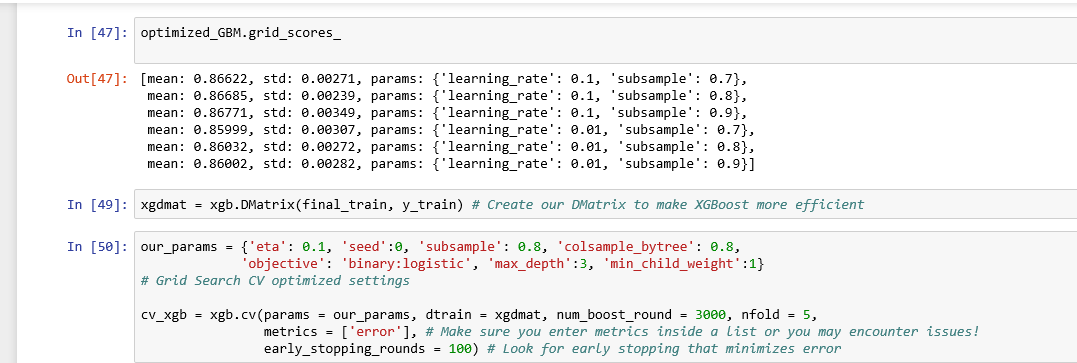 In [47]: optimized_GBM.grid_scores_
Out[47]: [mean: 0.86622, std: 0.00271, params: {'learning_rate': 0.1, 'subsample': 0.7},
mean: 0.86685, std: 0.00239, params: {'learning_rate': 0.1, 'subsample': 0.8},
mean: 0.86771, std: 0.00349, params: {'learning_rate': 0.1, 'subsample': 0.9},
mean: 0.85999, std: 0.00307, params: {'learning_rate': 0.01, 'subsample': 0.7},
mean: 0.86032, std: 0.00272, params: {'learning_rate': 0.01, 'subsample': 0.8},
mean: 0.86002, std: 0.00282, params: {'learning_rate': 0.01, 'subsample': 0.9}]
In [49]: xgdmat = xgb.DMatrix(final_train, y_train) # Create our DMatrix to make XGBoost more efficient
In [50]: our_params = {'eta': 0.1, 'seed':0, 'subsample': 0.8, 'colsample_bytree': 0.8,
'objective': 'binary:logistic', 'max_depth':3, 'min_child_weight':1}
# Grid Search CV optimized settings
cv_xgb = xgb.cv(params = our_params, dtrain = xgdmat, num_boost_round = 3000, nfold = 5,
metrics = ['error'], # Make sure you enter metrics inside a list or you may encounter issues!
early_stopping_rounds = 100) # Look for early stopping that minimizes error